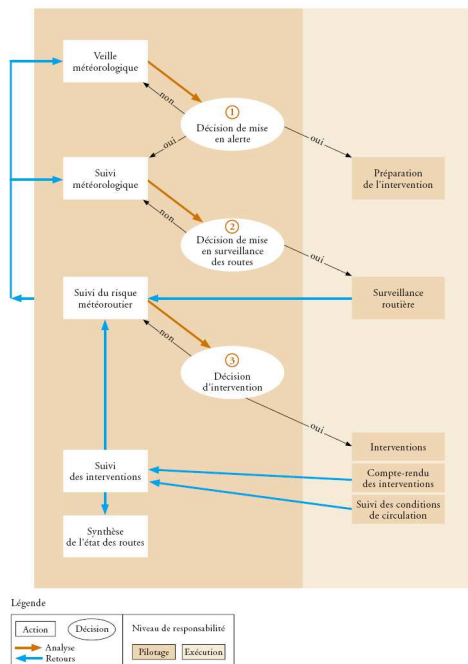 Veille
météorologique
non
1
Décision de mise
en alerte
oui
oui
Préparation
de l'intervention
Suivi
météorologique
non
2
Décision de mise
en surveillance
des routes
oui
Suivi du risque
météoroutier
Surveillance
routière
non
3
Décision
d'intervention
oui
Interventions
Suivi
des interventions
Compte-rendu
des interventions
Suivi des conditions
de circulation
Synthèse
de l'état des routes
Légende
Action
Décision
Niveau de responsabilité
Analyse
Retours
Pilotage
Exécution